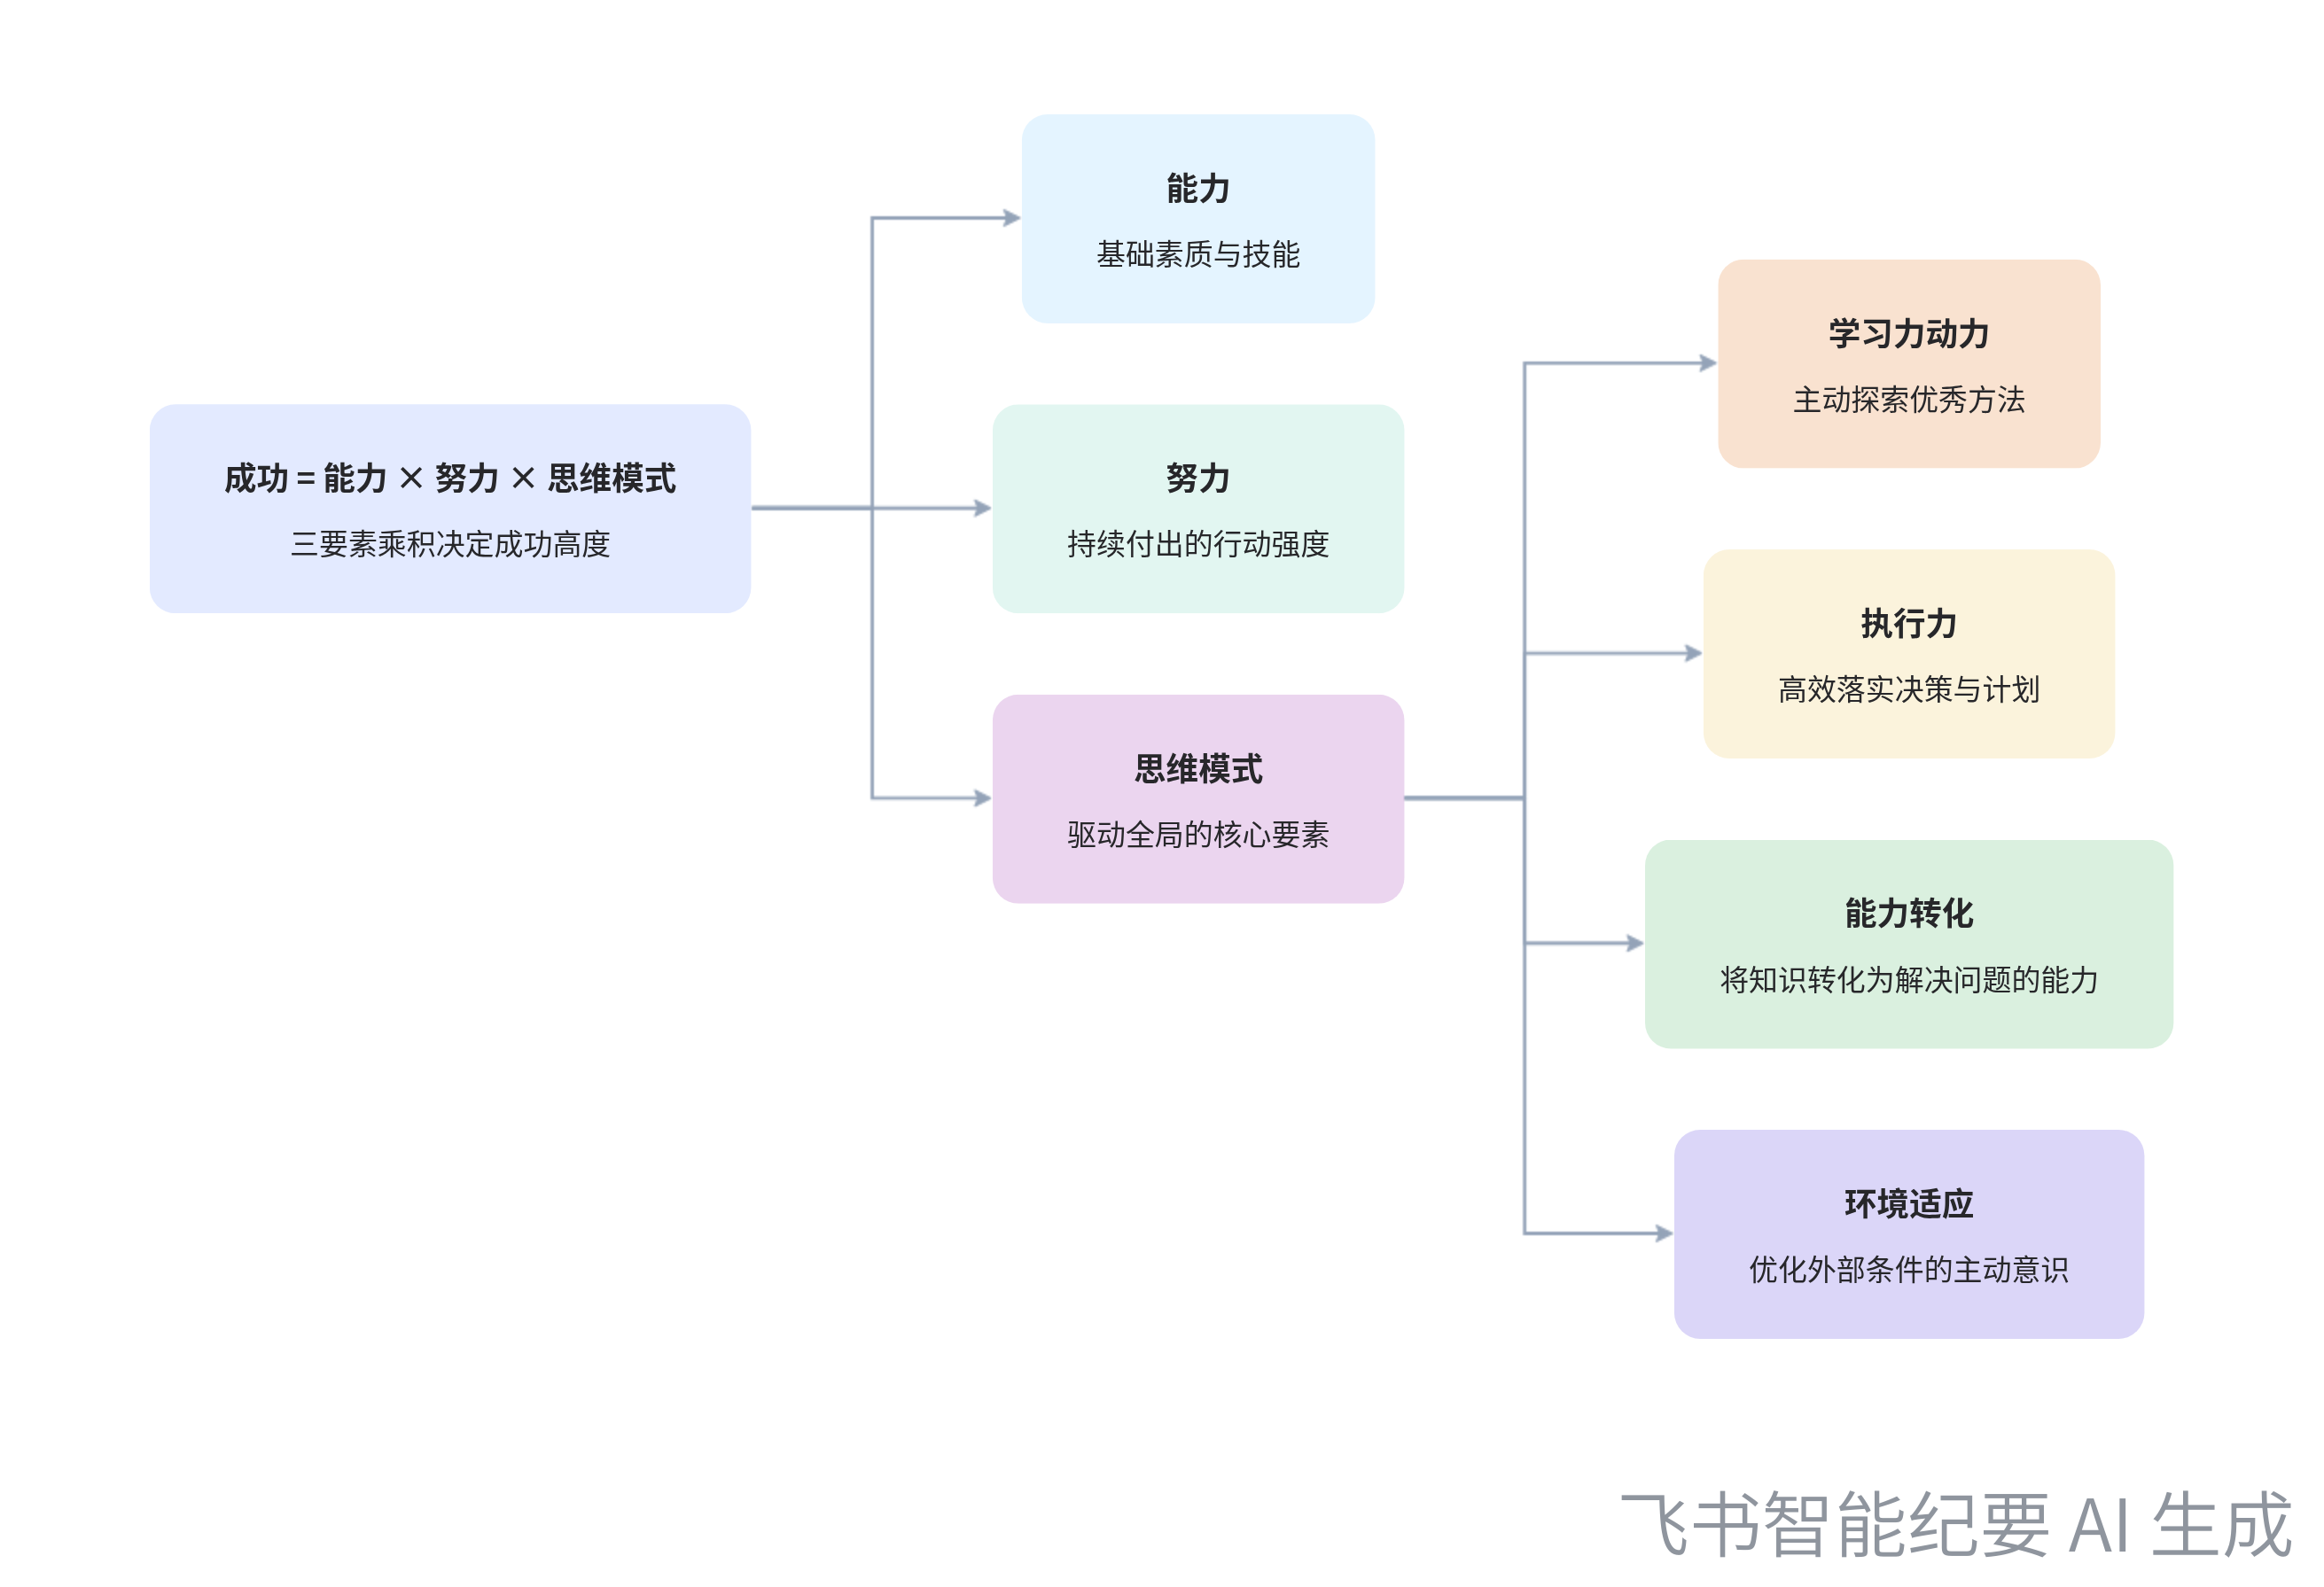 成功 = 能力 × 努力 × 思维模式
三要素乘积决定成功高度
能力
基础素质与技能
努力
持续付出的行动强度
思维模式
驱动全局的核心要素
学习力动力
主动探索优秀方法
执行力
高效落实决策与计划
能力转化
将知识转化为解决问题的能力
环境适应
优化外部条件的主动意识
飞书智能纪要 AI 生成